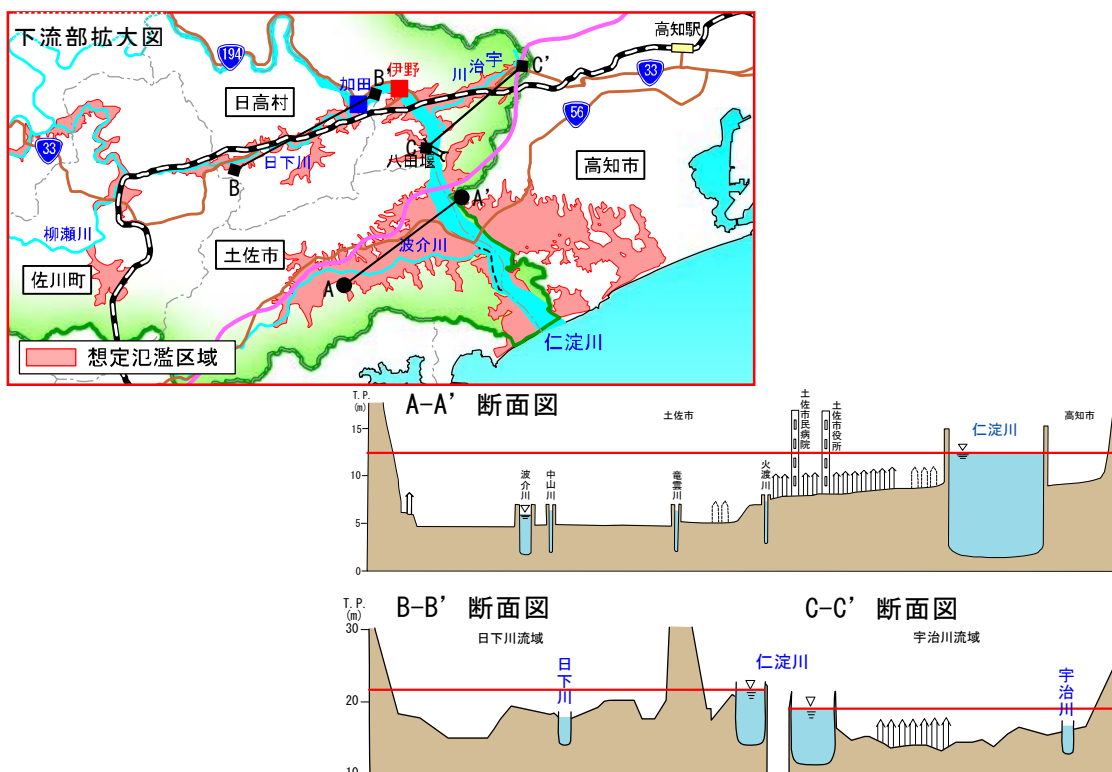 下流部拡大図
高知駅
194
伊野
加田
B'
宇治川
C'
33
日高村
56
33
日下川
C
八田堰
高知市
B
A'
柳瀬川
土佐市
波介川
佐川町
A
仁淀川
想定氾濫区域
A-A' 断面図
T.P.
(m)
土佐市
土佐市民病院
土佐市役所
仁淀川
高知市
15
10
5
0
波介川
中山川
竜雲川
火渡川
B-B' 断面図
T.P.
(m)
日下川流域
30
20
10
日下川
仁淀川
C-C' 断面図
宇治川流域
宇治川